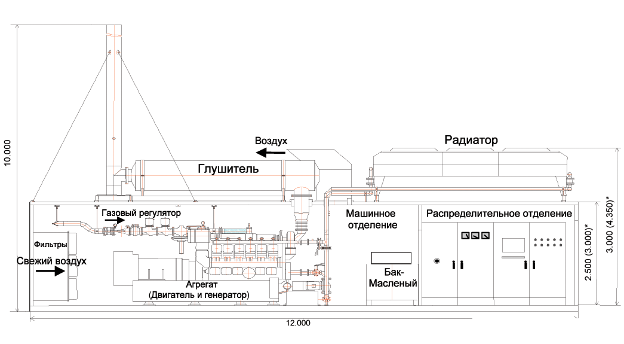 Воздух
Радиатор
Глушитель
10.000
Газовый регулятор
Машинное
отделение
Распределительное отделение
Фильтры
Свежий воздух
Бак-
Масленый
Агрегат
(Двигатель и генератор)
2.500 (3.000)*
3.000 (4.350)*
12.000